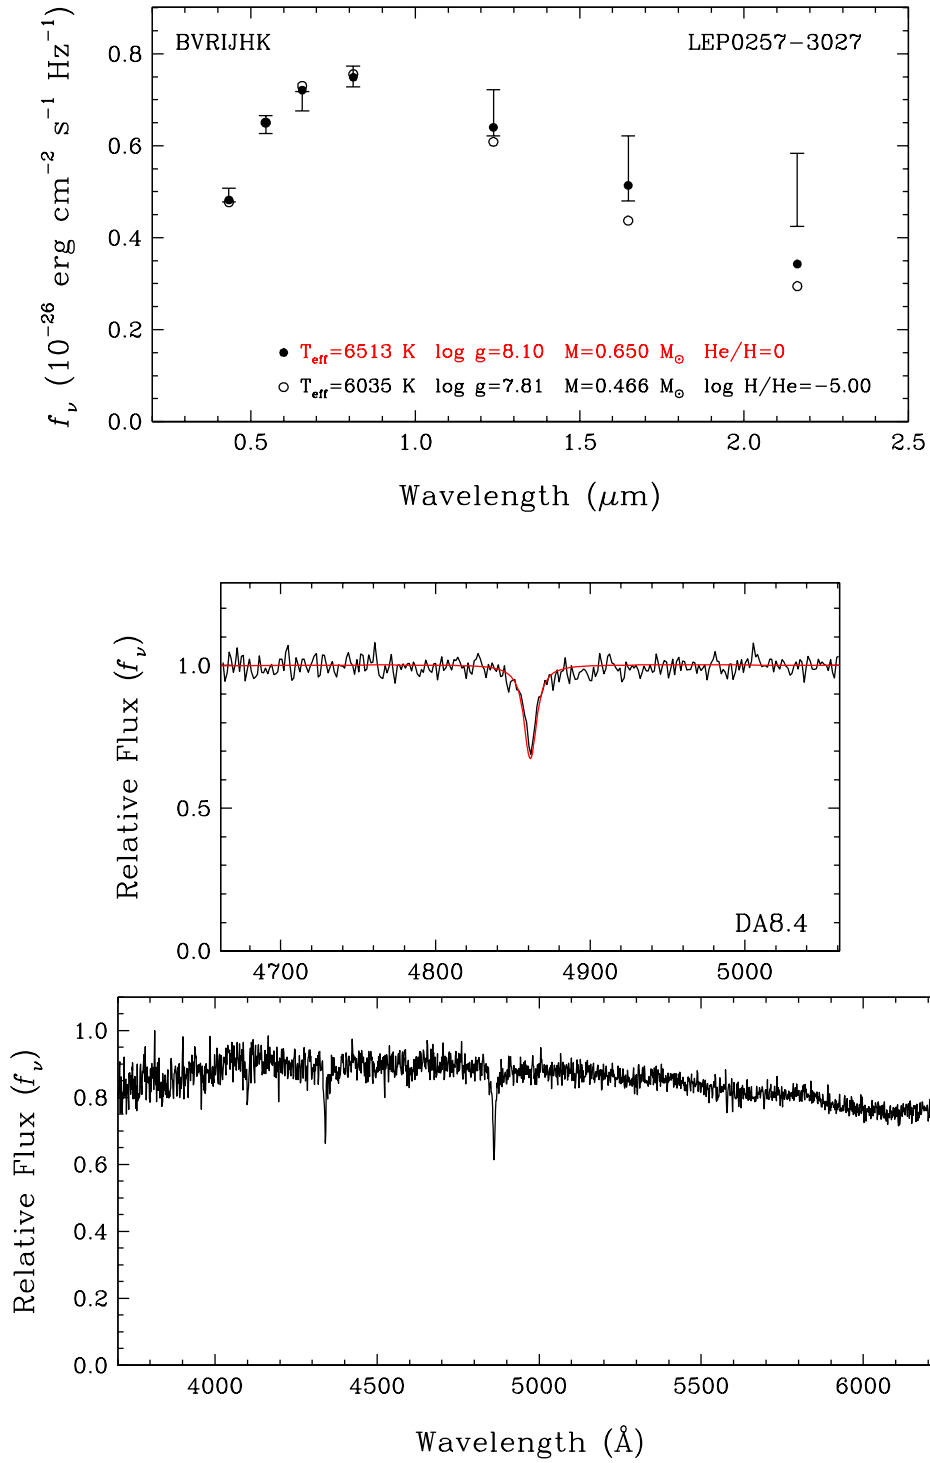 BVRIJHK LEP0257−3027
0.8
0.6
0.4
0.2
0.0
f_ν (10^−26 erg cm^−2 s^−1 Hz^−1)
T_eff=6513 K log g=8.10 M=0.650 M_⊙ He/H=0
T_eff=6035 K log g=7.81 M=0.466 M_⊙ log H/He=−5.00
0.5 1.0 1.5 2.0 2.5
Wavelength (μm)
1.0
0.5
0.0
Relative Flux (f_ν)
DA8.4
4700 4800 4900 5000
1.0
0.8
0.6
0.4
0.2
0.0
Relative Flux (f_ν)
4000 4500 5000 5500 6000
Wavelength (Å)